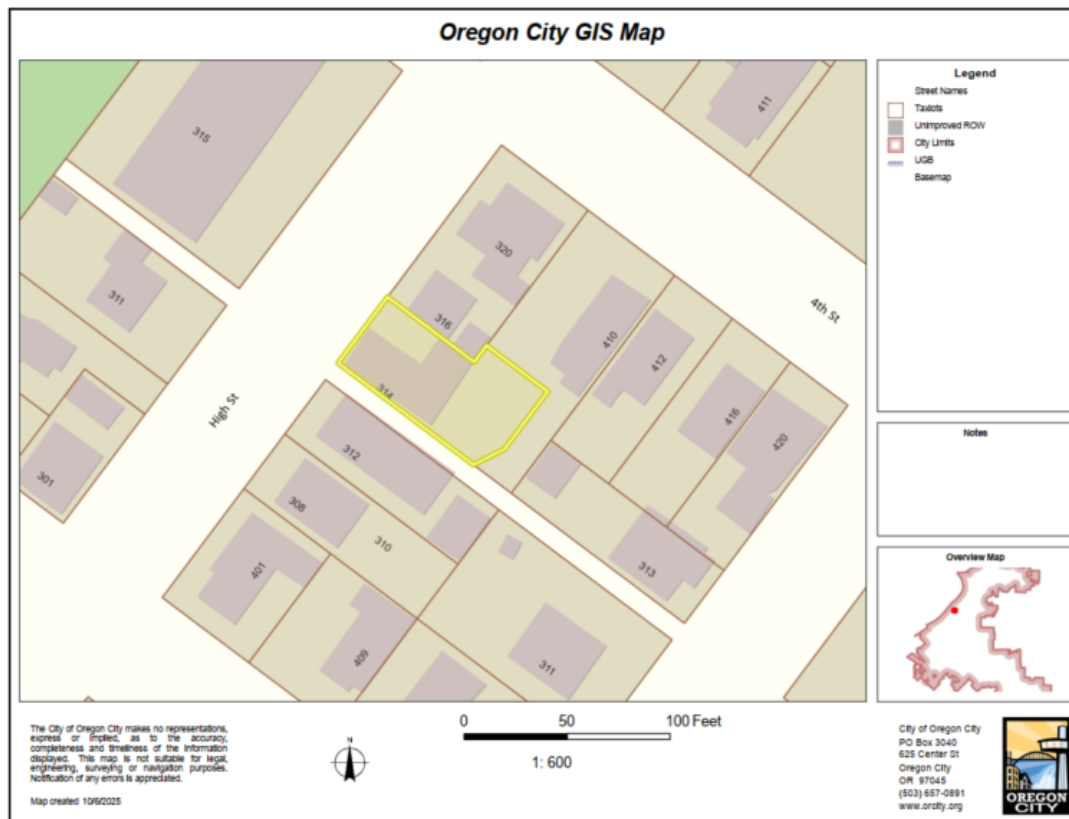 Oregon City GIS Map
315
411
320
311
316
410
412
4th St
314
High St
416
312
420
301
308
310
313
401
409
311
Legend
Street Names
Taxlots
Unimproved ROW
City Limits
UGB
Basemap
Notes
Overview Map
The City of Oregon City makes no representations,
express or implied, as to the accuracy,
completeness and timeliness of the information
displayed. This map is not suitable for legal,
engineering, surveying or navigation purposes.
Notification of any errors is appreciated.
Map created 10/6/2025
N
0 50 100 Feet
1: 600
City of Oregon City
PO Box 3040
625 Center St
Oregon City
OR 97045
(503) 657-0891
www.orcity.org
OREGON
CITY